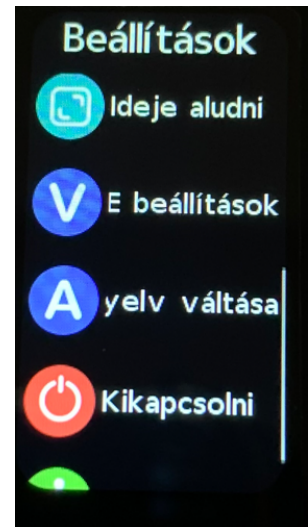 Beállítások
Ideje aludni
V
E beállítások
A
yelv váltása
Kikapcsolni